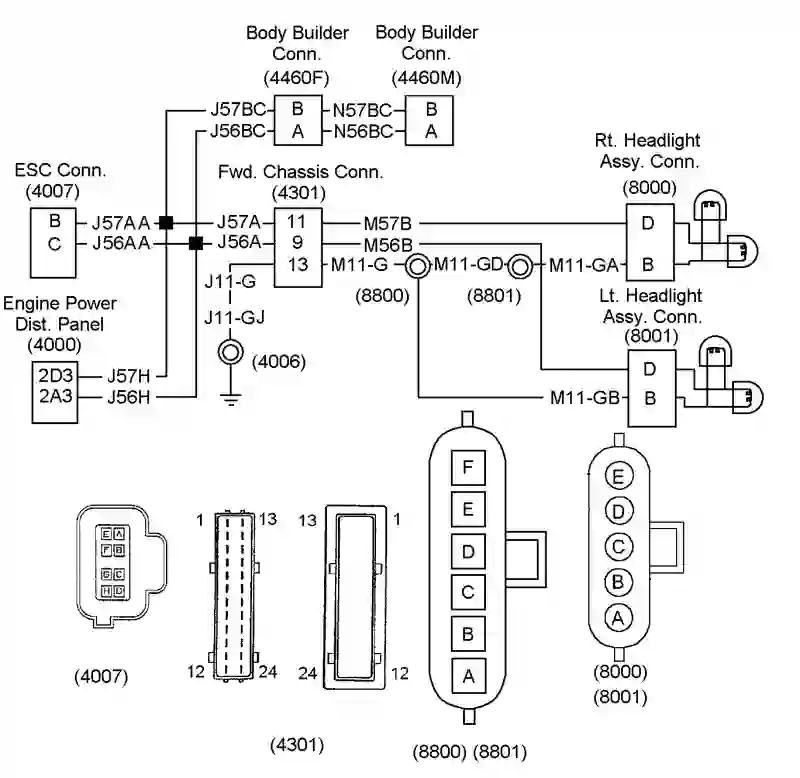 Body Builder
Conn.
(4460F)
Body Builder
Conn.
(4460M)
J57BC
B
N57BC
B
J56BC
A
N56BC
A
ESC Conn.
(4007)
Fwd. Chassis Conn.
(4301)
Rt. Headlight
Assy. Conn.
(8000)
B
J57AA
J57A
11
M57B
D
C
J56AA
J56A
9
M56B
13
M11-G
M11-GD
M11-GA
B
J11-G
(8800)
(8801)
Engine Power
Dist. Panel
(4000)
J11-GJ
(4006)
Lt. Headlight
Assy. Conn.
(8001)
2D3
J57H
D
2A3
J56H
M11-GB
B
E
A
F
B
G
C
H
D
(4007)
1
13
12
24
13
1
24
12
(4301)
F
E
D
C
B
A
(8800) (8801)
E
D
C
B
A
(8000)
(8001)